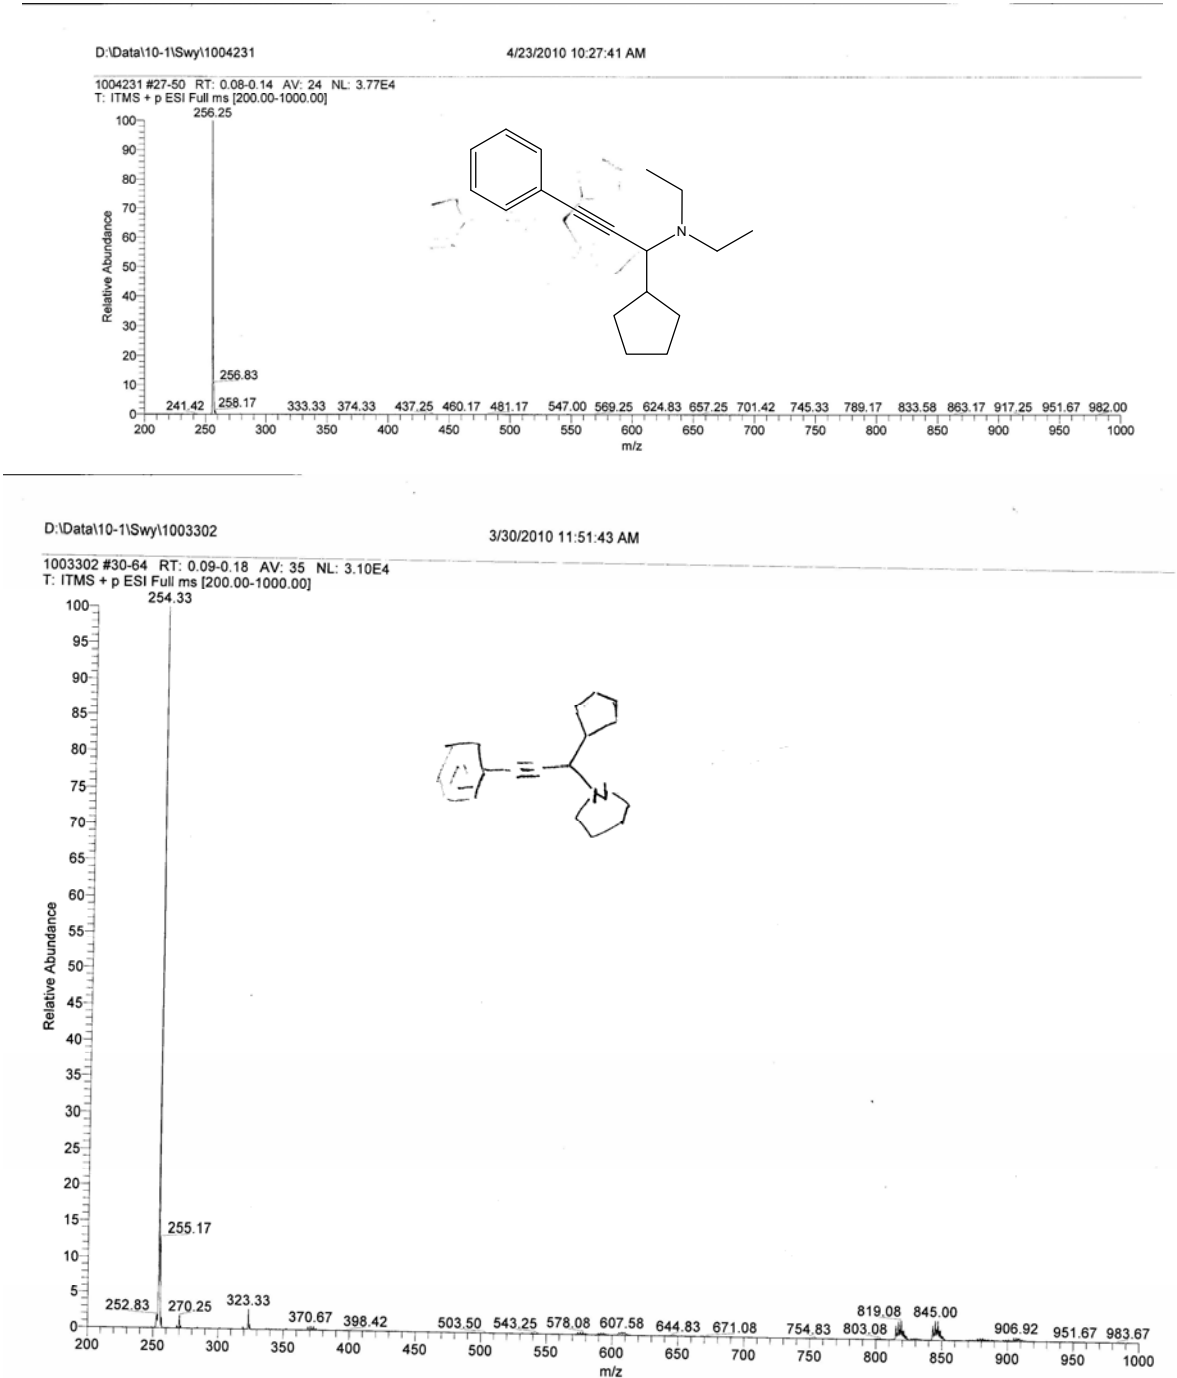 D:\Data\10-1\Swy\1004231 4/23/2010 10:27:41 AM
1004231 #27-50 RT: 0.08-0.14 AV: 24 NL: 3.77E4
T: ITMS + p ESI Full ms [200.00-1000.00]
256.25
100
90
80
70
60
50
40
30
20
10
0
Relative Abundance
N
256.83
241.42 258.17 333.33 374.33 437.25 460.17 481.17 547.00 569.25 624.83 657.25 701.42 745.33 789.17 833.58 863.17 917.25 951.67 982.00
200 250 300 350 400 450 500 550 600 650 700 750 800 850 900 950 1000
m/z
D:\Data\10-1\Swy\1003302 3/30/2010 11:51:43 AM
1003302 #30-64 RT: 0.09-0.18 AV: 35 NL: 3.10E4
T: ITMS + p ESI Full ms [200.00-1000.00]
254.33
100
95
90
85
80
75
70
65
60
55
50
45
40
35
30
25
20
15
10
5
0
Relative Abundance
N
255.17
252.83 270.25 323.33 370.67 398.42 503.50 543.25 578.08 607.58 644.83 671.08 754.83 803.08 819.08 845.00 906.92 951.67 983.67
200 250 300 350 400 450 500 550 600 650 700 750 800 850 900 950 1000
m/z